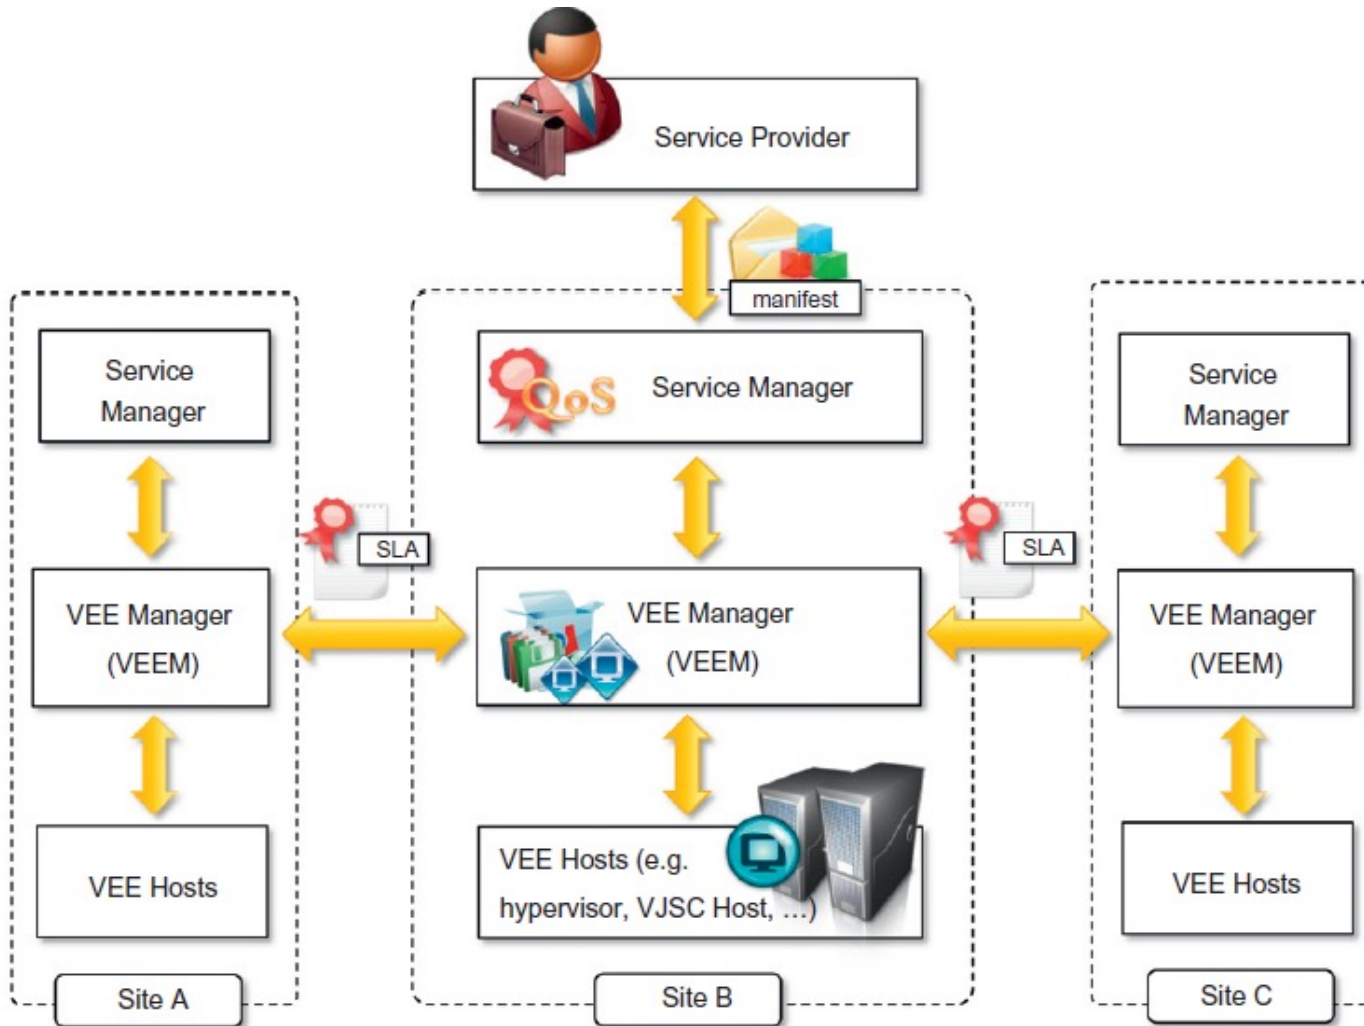 Service Provider
manifest
Service
Manager
QoS
Service Manager
Service
Manager
SLA
SLA
VEE Manager
(VEEM)
VEE Manager
(VEEM)
VEE Manager
(VEEM)
VEE Hosts
VEE Hosts (e.g.
hypervisor, VJSC Host, ...)
VEE Hosts
Site A
Site B
Site C